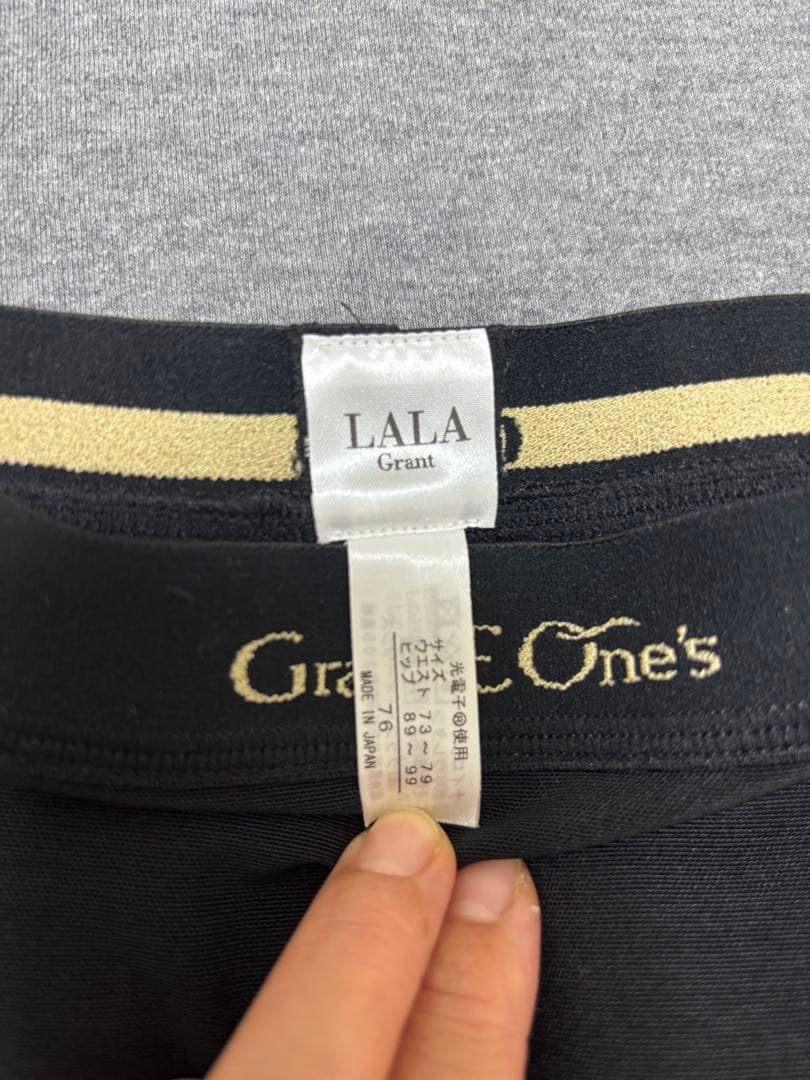 LALA
Grant
Gra E One's
光電子®使用
サイズ
ウエスト 73～79
ヒップ 89～99
76
MADE IN JAPAN